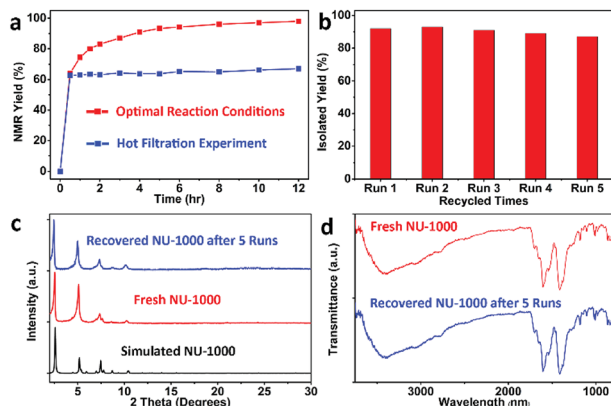 a
100
80
60
40
20
0
NMR Yield (%)
Optimal Reaction Conditions
Hot Filtration Experiment
0
2
4
6
8
10
12
Time (hr)
b
100
80
60
40
20
0
Isolated Yield (%)
Run 1
Run 2
Run 3
Run 4
Run 5
Recycled Times
c
Intensity (a.u.)
Recovered NU-1000 after 5 Runs
Fresh NU-1000
Simulated NU-1000
5
10
15
20
25
30
2 Theta (Degrees)
d
Transmittance (a.u.)
Fresh NU-1000
Recovered NU-1000 after 5 Runs
3000
2000
1000
Wavelength (nm)